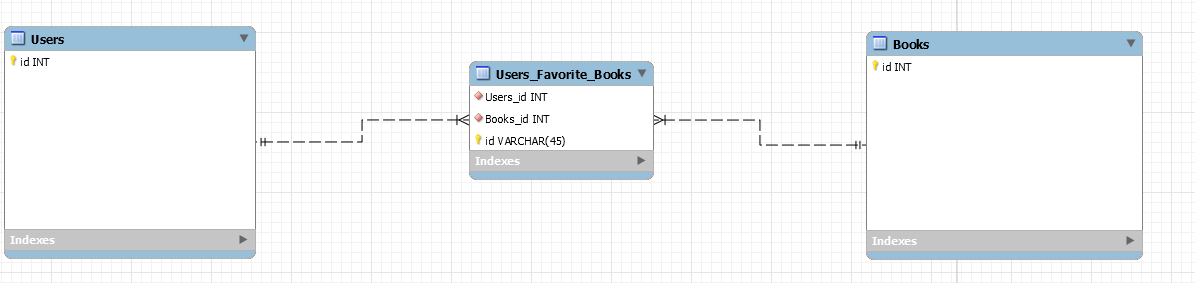 Users
id INT
Indexes
Users_Favorite_Books
Users_id INT
Books_id INT
id VARCHAR(45)
Indexes
Books
id INT
Indexes